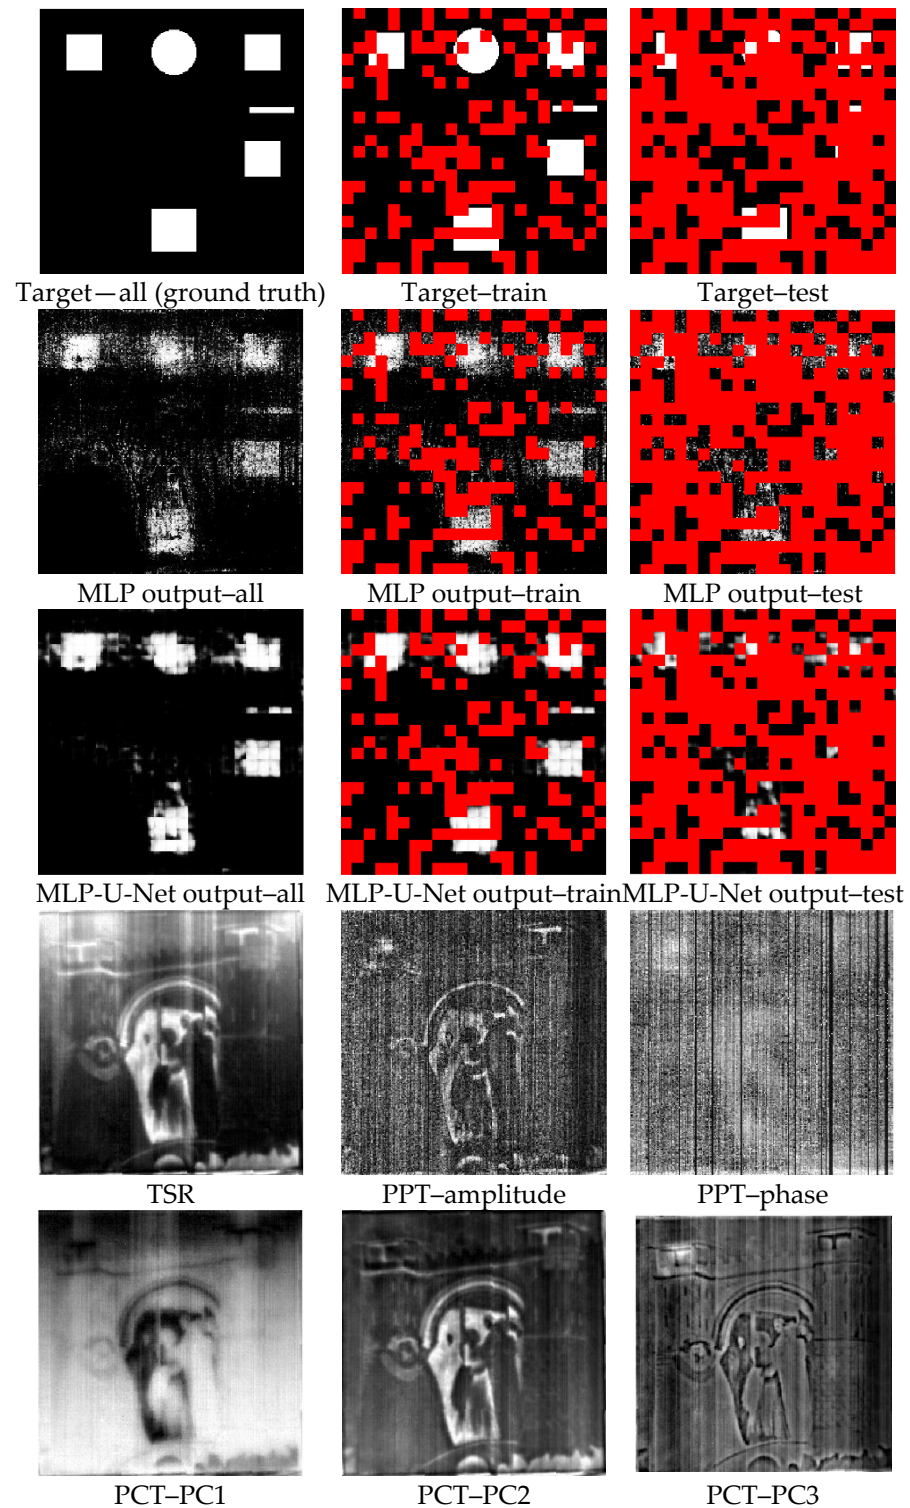 Target—all (ground truth) Target–train Target–test
MLP output–all MLP output–train MLP output–test
MLP-U-Net output–all MLP-U-Net output–train MLP-U-Net output–test
TSR PPT–amplitude PPT–phase
PCT–PC1 PCT–PC2 PCT–PC3